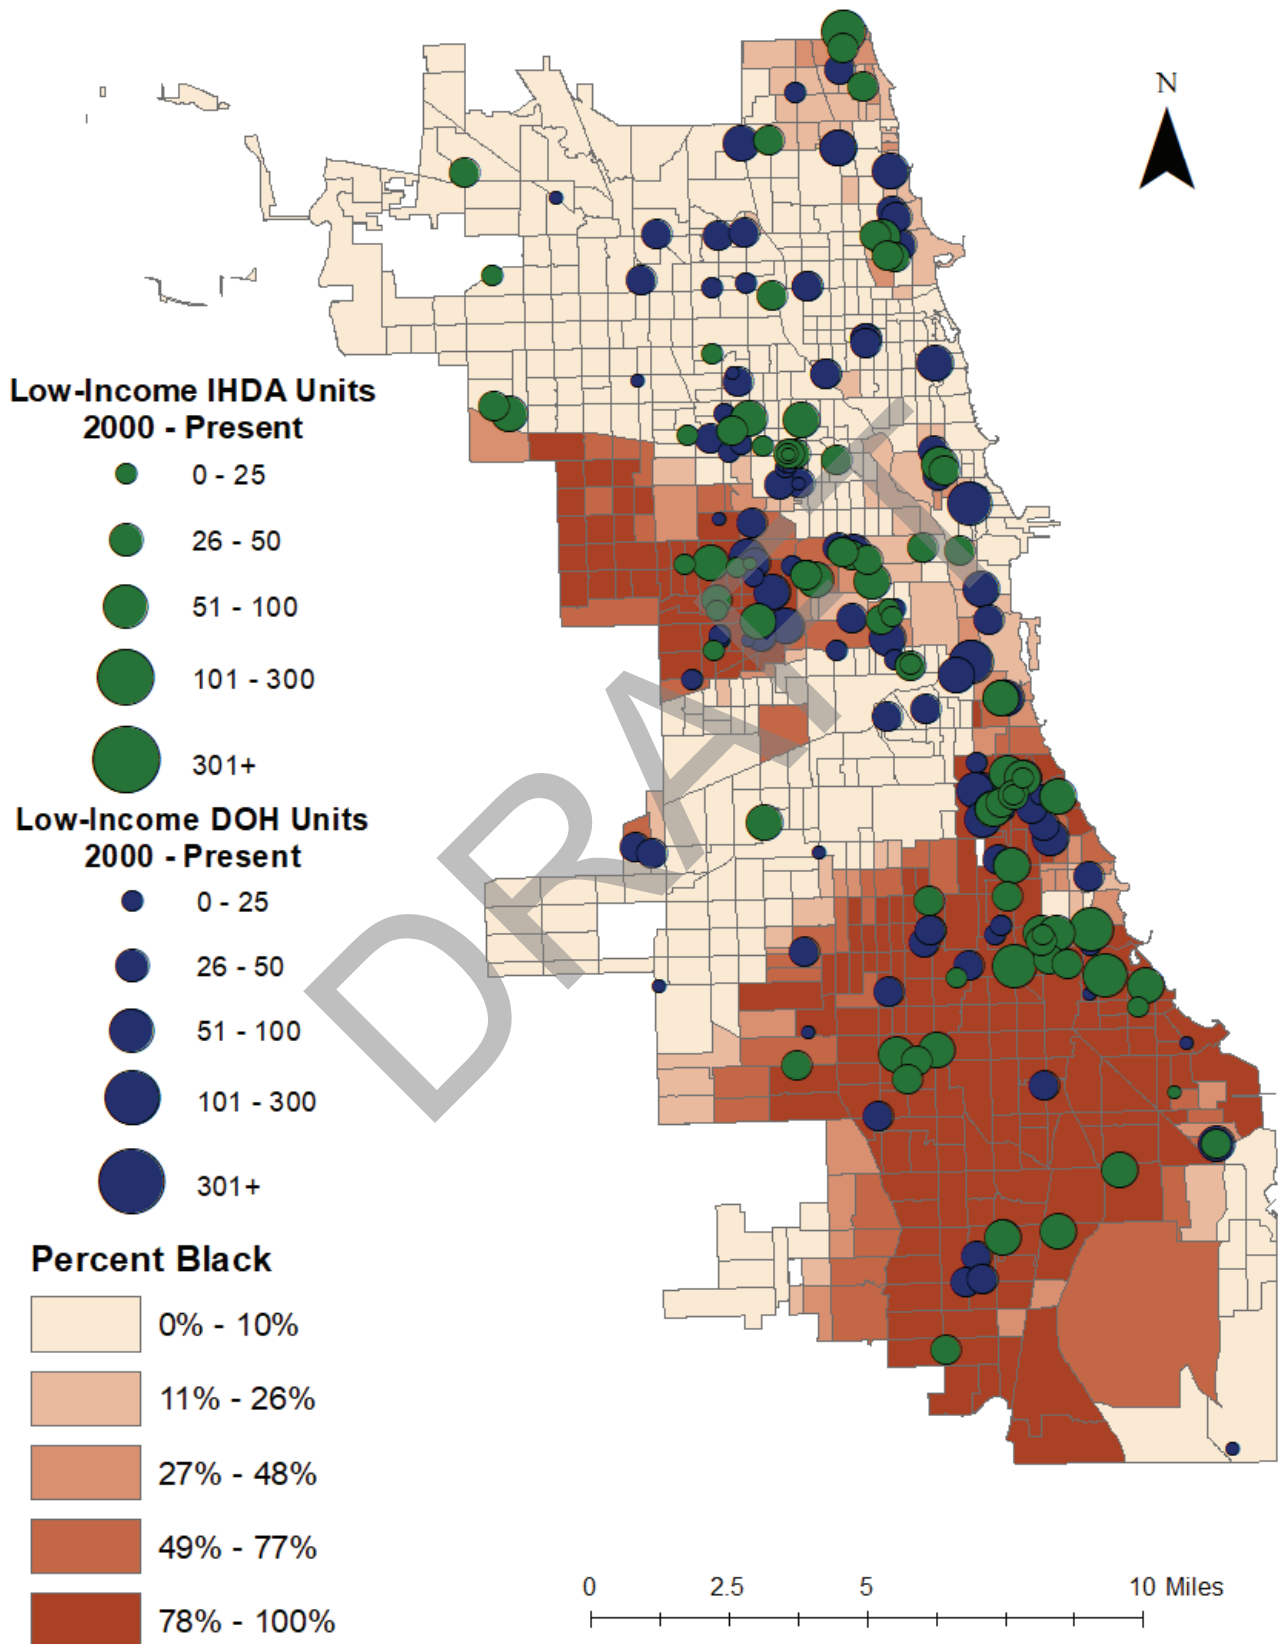 N
Low-Income IHDA Units
2000 - Present
0 - 25
26 - 50
51 - 100
101 - 300
301+
Low-Income DOH Units
2000 - Present
0 - 25
26 - 50
51 - 100
101 - 300
301+
Percent Black
0% - 10%
11% - 26%
27% - 48%
49% - 77%
78% - 100%
0 2.5 5 10 Miles
DRAFT